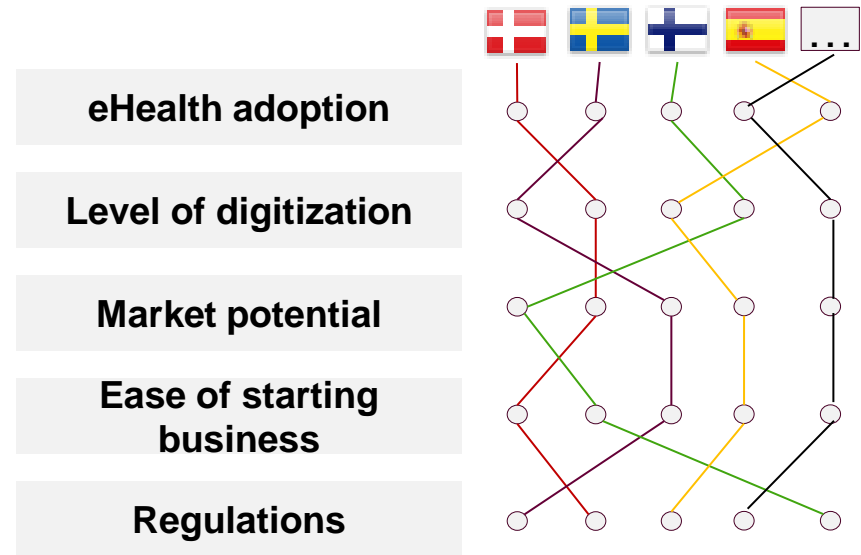 ...
eHealth adoption
Level of digitization
Market potential
Ease of starting
business
Regulations